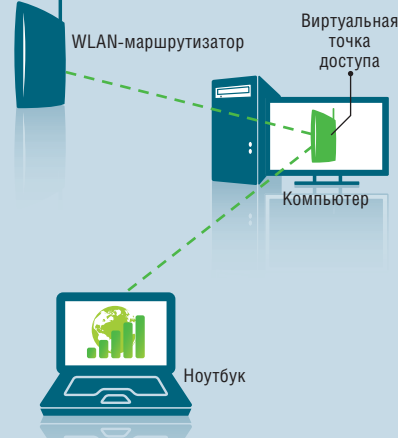 Виртуальная
точка
доступа
WLAN-маршрутизатор
Компьютер
Ноутбук